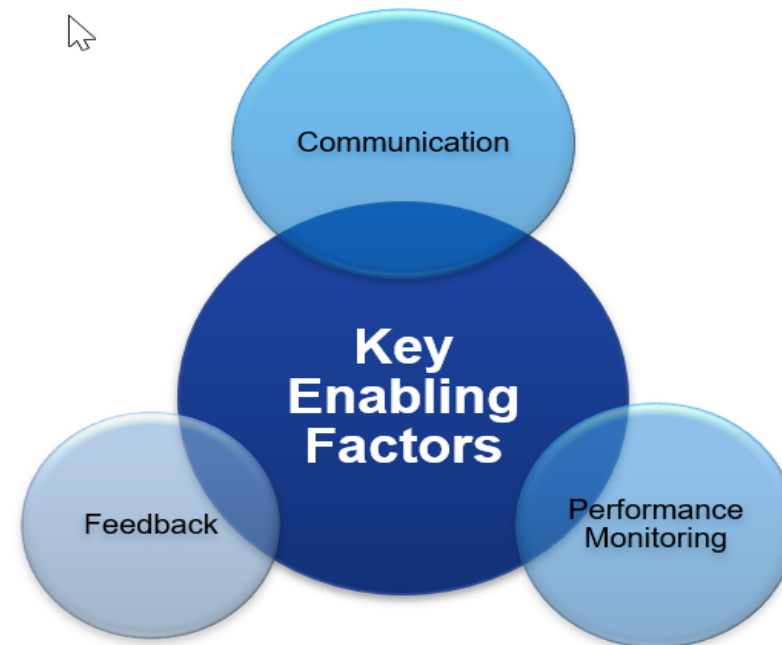 Communication
Key
Enabling
Factors
Feedback
Performance
Monitoring